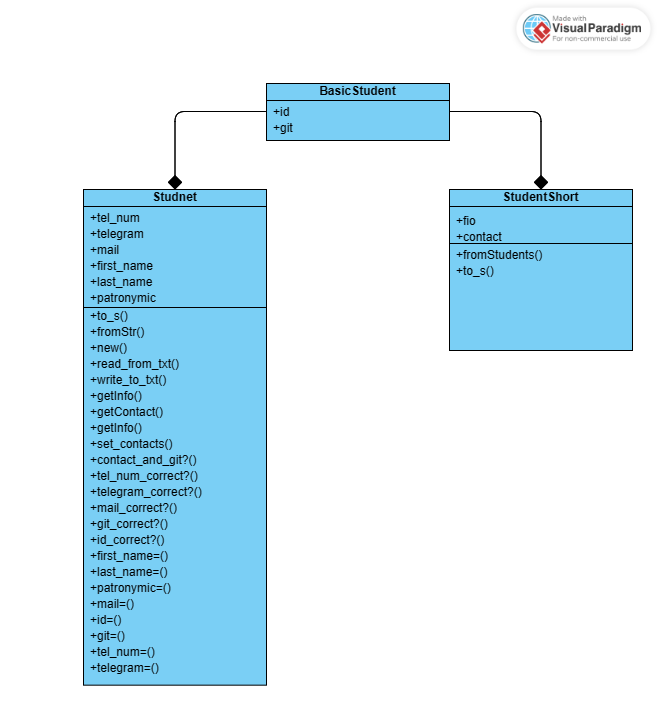 Made with
VisualParadigm
For non-commercial use
BasicStudent
+id
+git
Studnet
+tel_num
+telegram
+mail
+first_name
+last_name
+patronymic
+to_s()
+fromStr()
+new()
+read_from_txt()
+write_to_txt()
+getInfo()
+getContact()
+getInfo()
+set_contacts()
+contact_and_git?()
+tel_num_correct?()
+telegram_correct?()
+mail_correct?()
+git_correct?()
+id_correct?()
+first_name=()
+last_name=()
+patronymic=()
+mail=()
+id=()
+git=()
+tel_num=()
+telegram=()
StudentShort
+fio
+contact
+fromStudents()
+to_s()